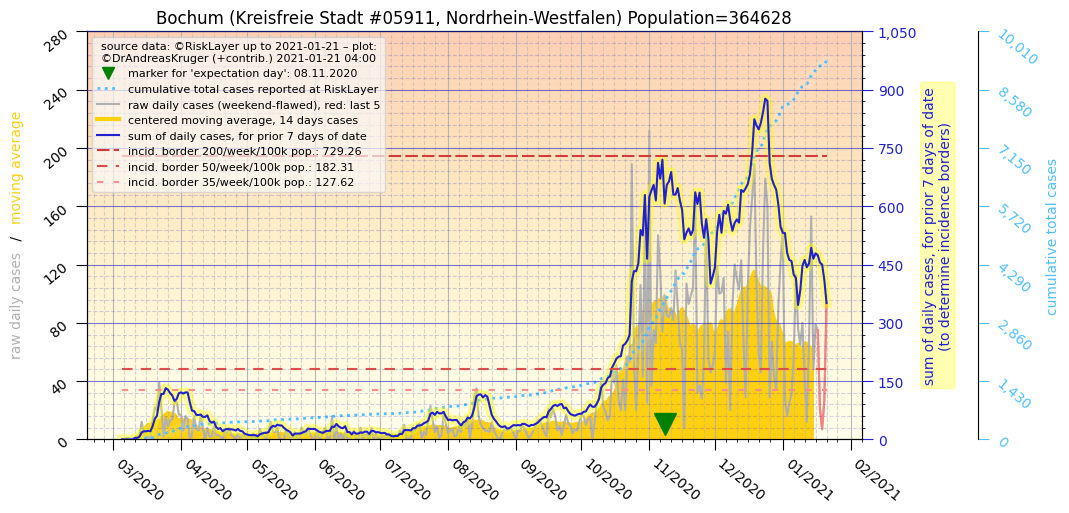 Bochum (Kreisfreie Stadt #05911, Nordrhein-Westfalen) Population=364628
source data: ©RiskLayer up to 2021-01-21 – plot:
©DrAndreasKruger (+contrib.) 2021-01-21 04:00
marker for 'expectation day': 08.11.2020
cumulative total cases reported at RiskLayer
raw daily cases (weekend-flawed), red: last 5
centered moving average, 14 days cases
sum of daily cases, for prior 7 days of date
incid. border 200/week/100k pop.: 729.26
incid. border 50/week/100k pop.: 182.31
incid. border 35/week/100k pop.: 127.62
raw daily cases / moving average
280
240
200
160
120
80
40
0
03/2020
04/2020
05/2020
06/2020
07/2020
08/2020
09/2020
10/2020
11/2020
12/2020
01/2021
02/2021
1,050
900
750
600
450
300
150
0
sum of daily cases, for prior 7 days of date
(to determine incidence borders)
10,010
8,580
7,150
5,720
4,290
2,860
1,430
0
cumulative total cases